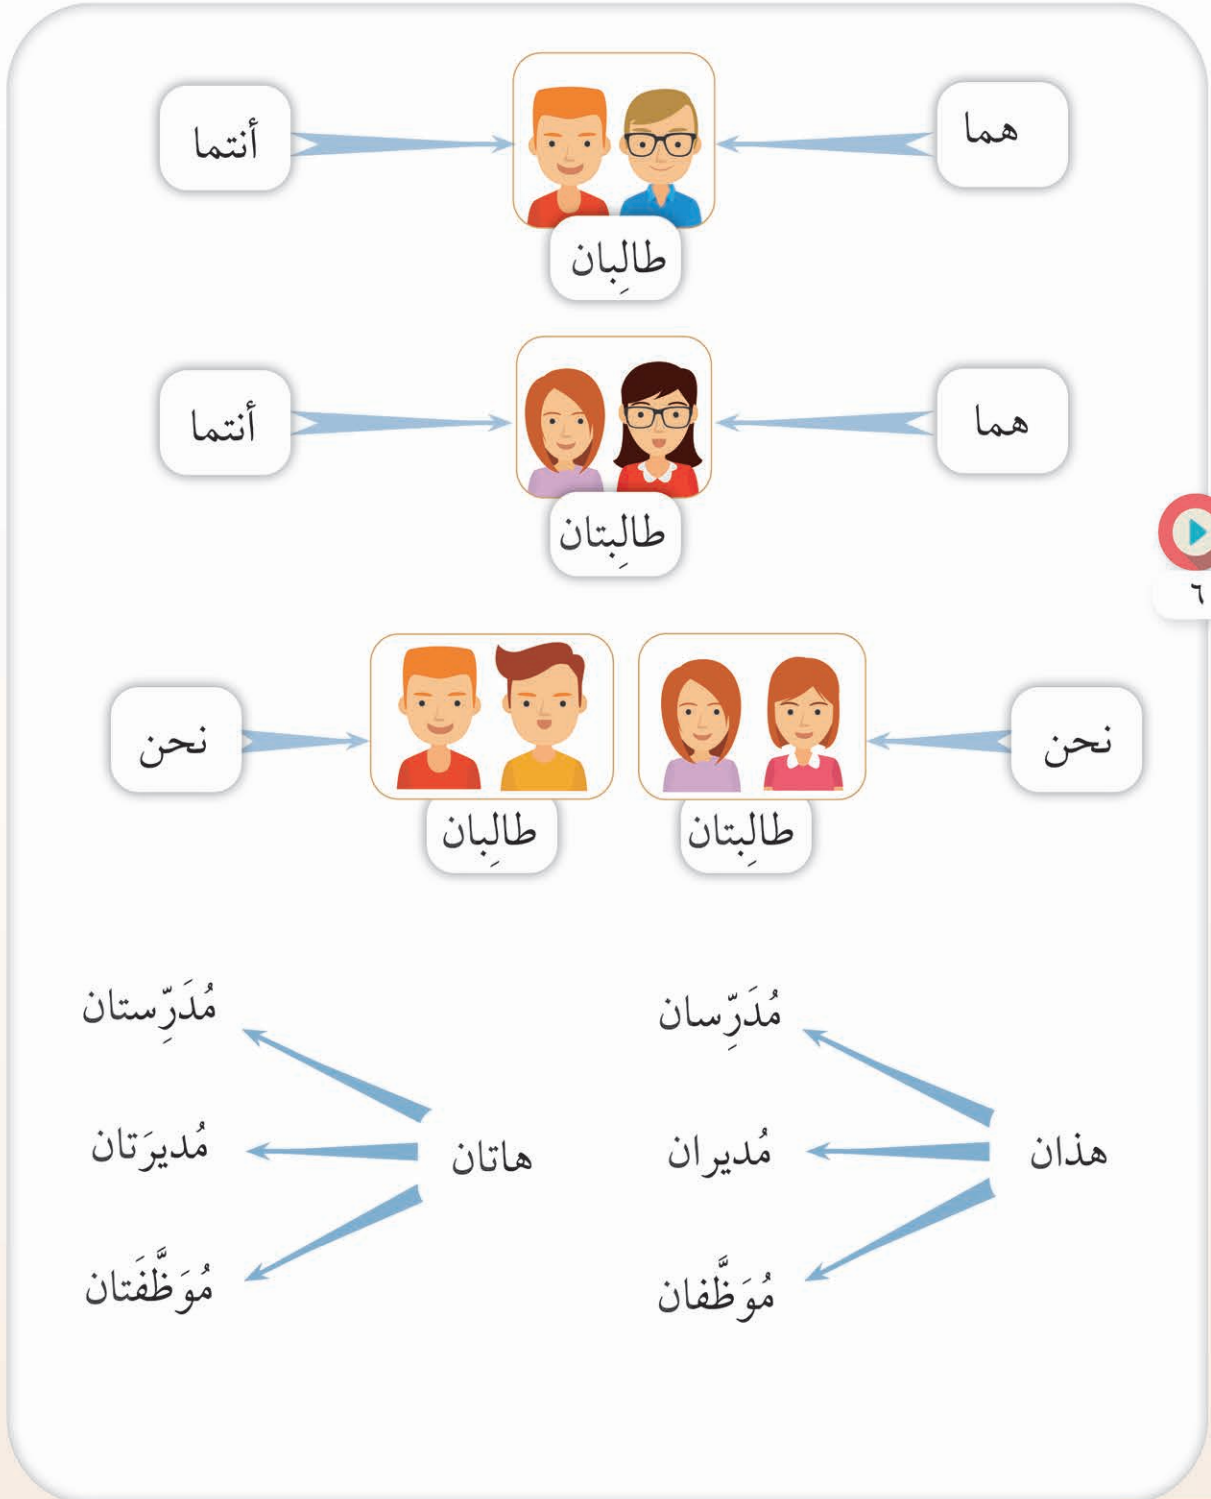 هما
أنتما
طالِبان
هما
أنتما
طالِبتان
٦
نحن
نحن
طالِبتان
طالِبان
هذان
مُدَرِّسان
مُديران
مُوَظَّفان
هاتان
مُدَرِّستان
مُديرَتان
مُوَظَّفَتان